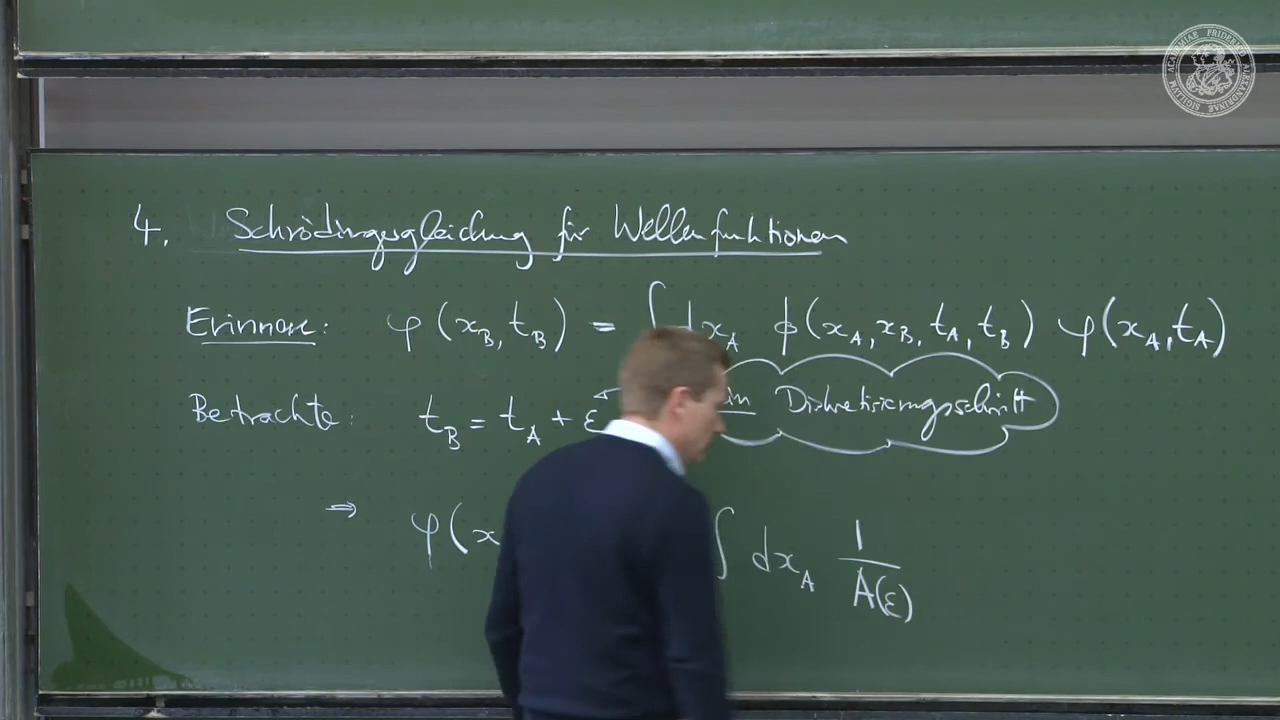 4. Schrödingergleichung für Wellenfunktionen
Erinnere: φ(x_B, t_B) = ∫ dx_A ϕ(x_A, x_B, t_A, t_B) φ(x_A, t_A)
Betrachte: t_B = t_A + ε ein Diskretisierungsschritt
⇒ φ(x ∫ dx_A 1/A(ε)